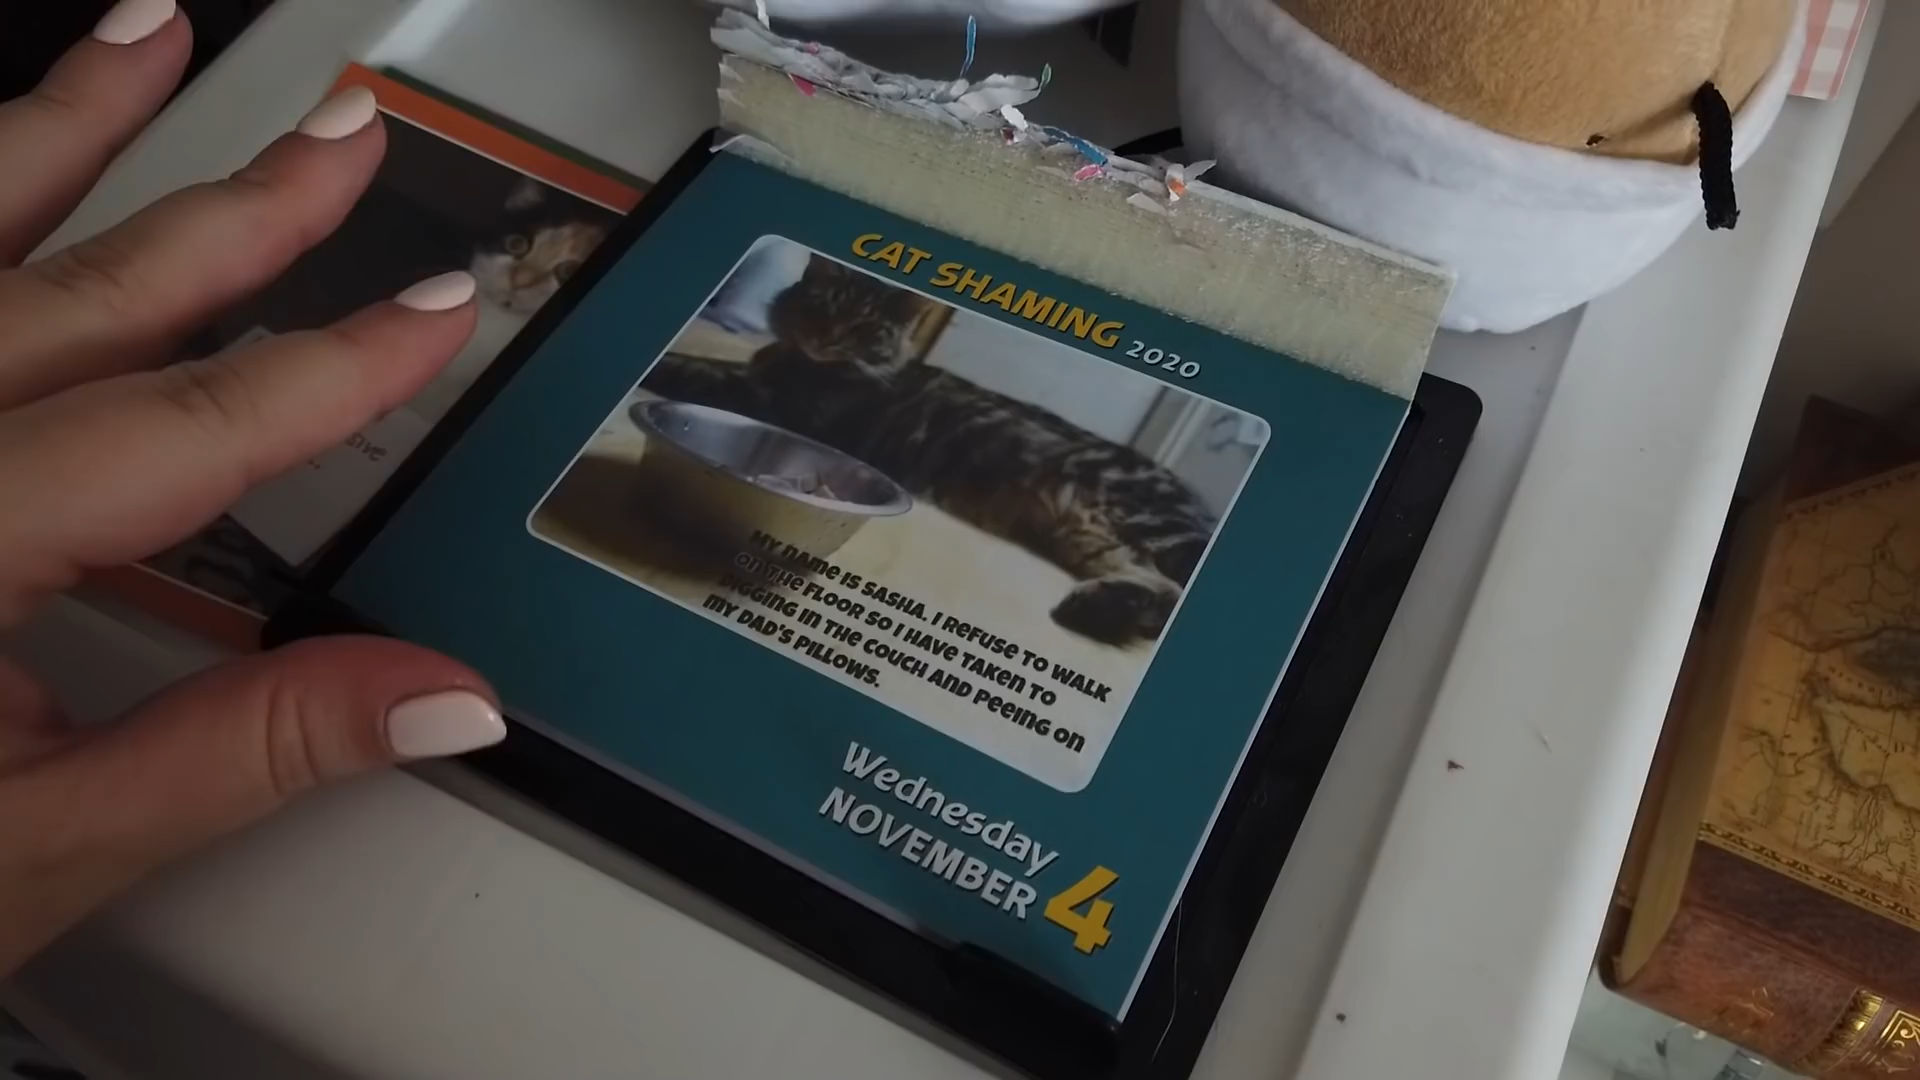 CAT SHAMING 2020
MY NAME IS SASHA. I REFUSE TO WALK
ON THE FLOOR SO I HAVE TAKEN TO
DIGGING IN THE COUCH AND PEEING ON
MY DAD'S PILLOWS.
Wednesday
NOVEMBER 4